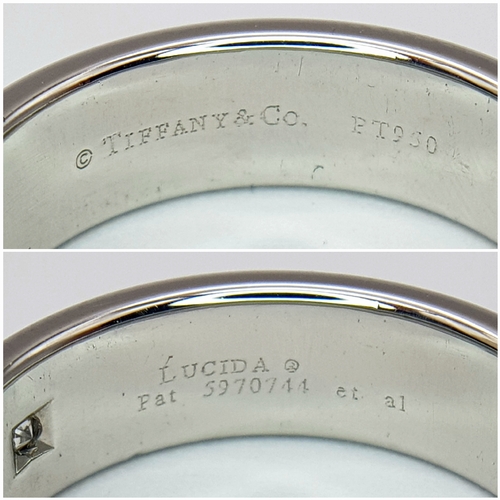 © TIFFANY & CO. PT950
LUCIDA ®
Pat 5970744 et. al